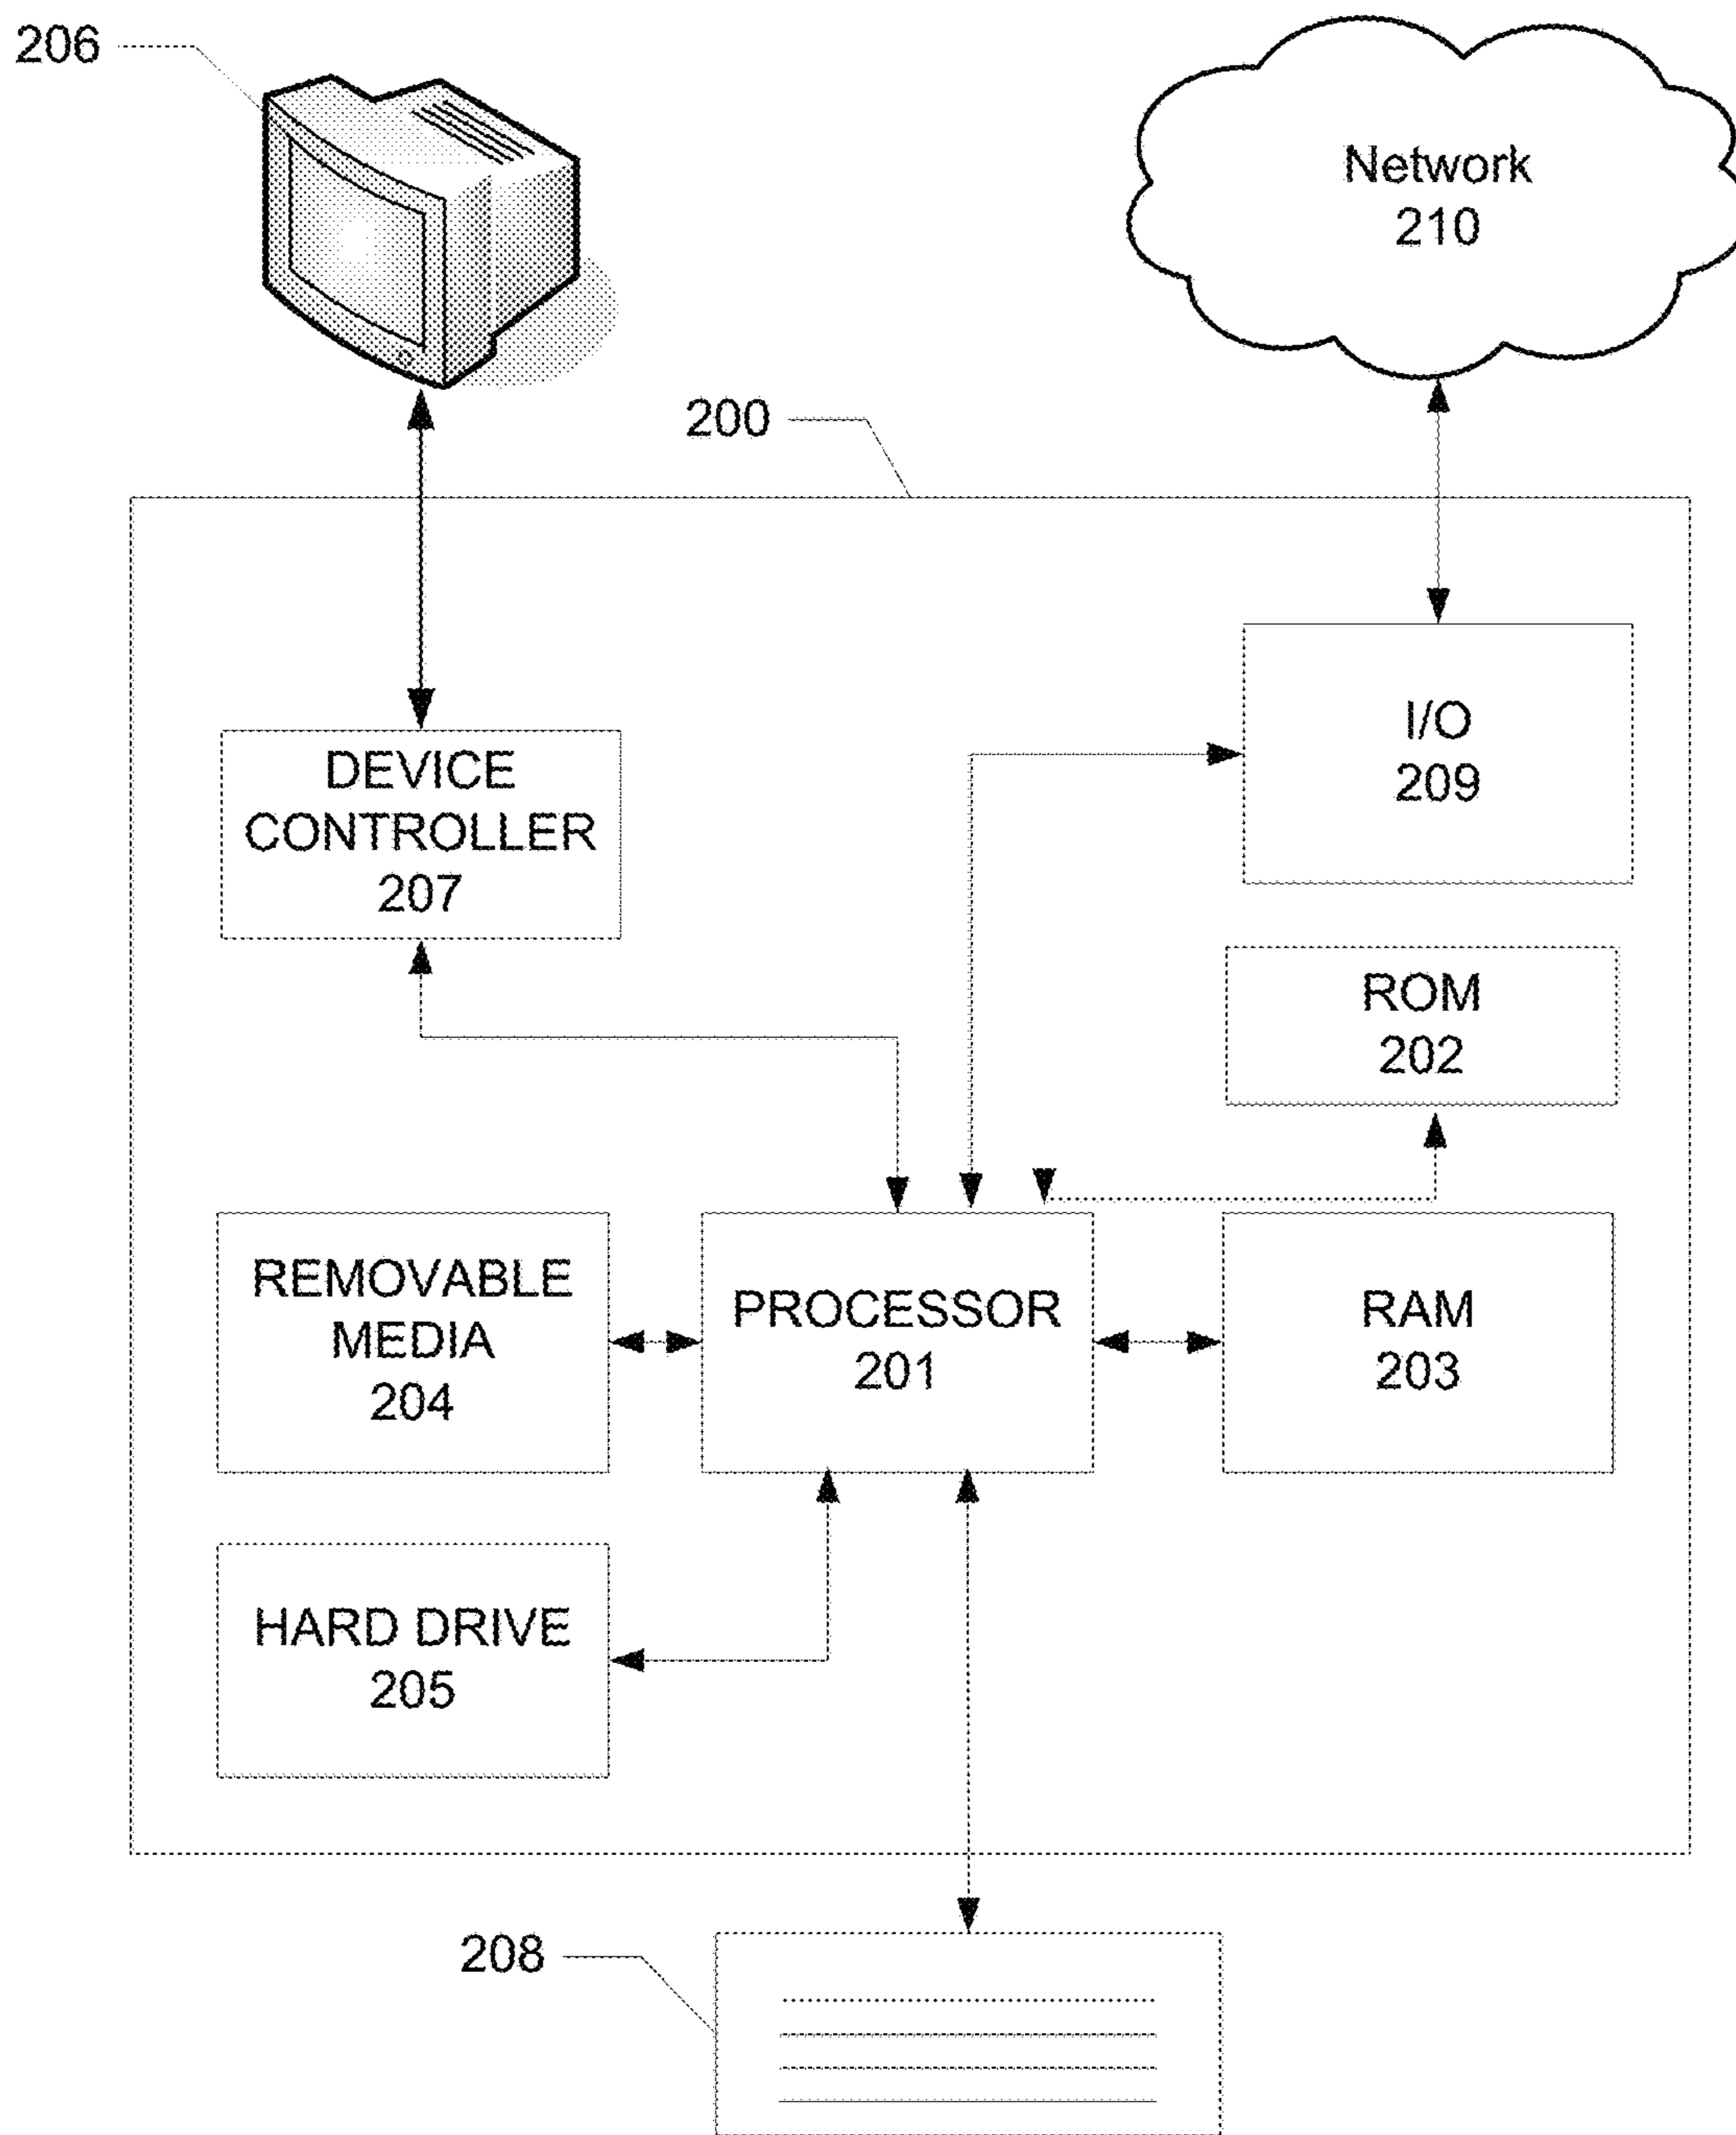 206
Network
210
200
DEVICE
CONTROLLER
207
I/O
209
ROM
202
REMOVABLE
MEDIA
204
PROCESSOR
201
RAM
203
HARD DRIVE
205
208